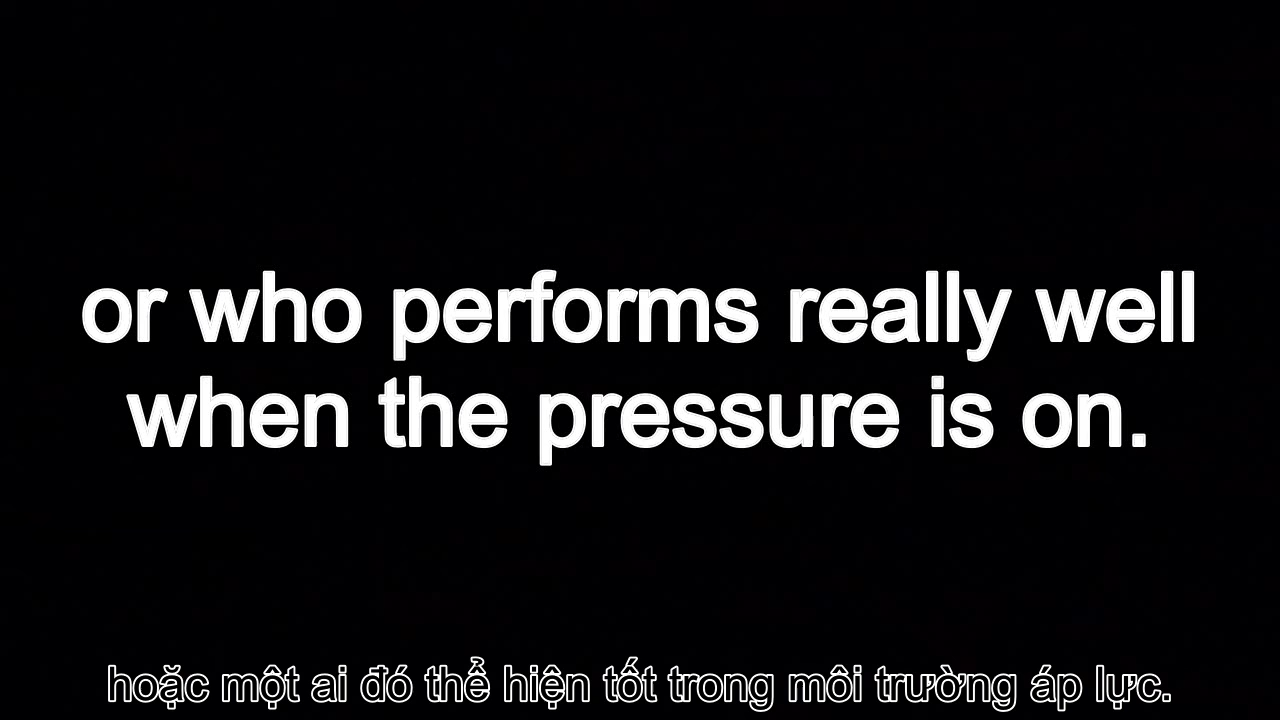 or who performs really well
when the pressure is on.
hoặc một ai đó thể hiện tốt trong môi trường áp lực.